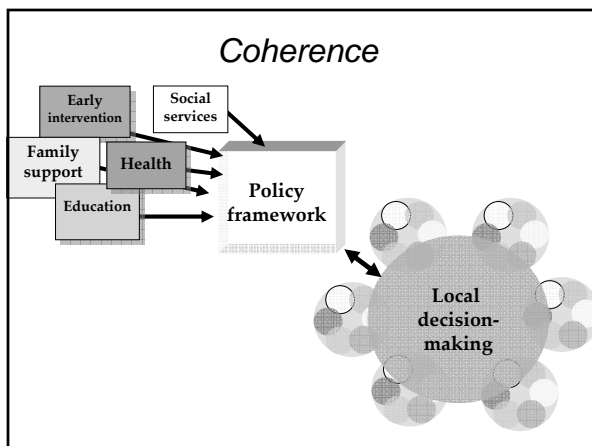 Coherence
Early
intervention
Social
services
Family
support
Health
Education
Policy
framework
Local
decision-
making